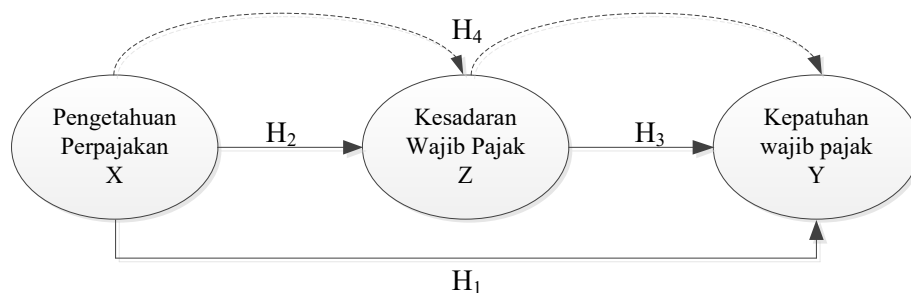 H₄
Pengetahuan
Perpajakan
X
H₂
Kesadaran
Wajib Pajak
Z
H₃
Kepatuhan
wajib pajak
Y
H₁